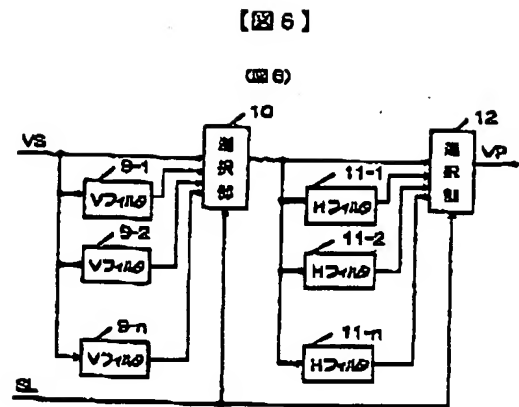 【図6】
(図6)
10
12
VS
VP
選択部
選択部
9-1
11-1
Vフィルタ
Hフィルタ
9-2
11-2
Vフィルタ
Hフィルタ
9-n
11-n
Vフィルタ
Hフィルタ
SL